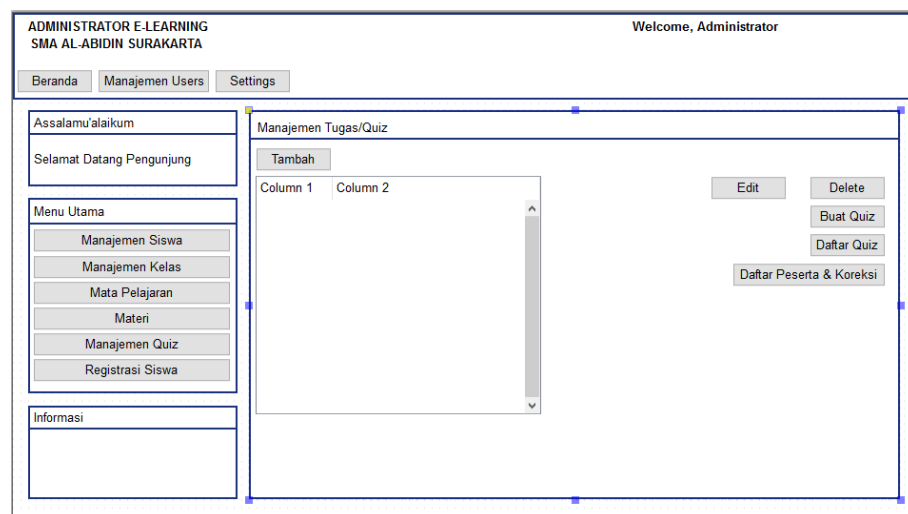 ADMINISTRATOR E-LEARNING
SMA AL-ABIDIN SURAKARTA
Welcome, Administrator
Beranda
Manajemen Users
Settings
Assalamu'alaikum
Selamat Datang Pengunjung
Menu Utama
Manajemen Siswa
Manajemen Kelas
Mata Pelajaran
Materi
Manajemen Quiz
Registrasi Siswa
Informasi
Manajemen Tugas/Quiz
Tambah
Column 1
Column 2
Edit
Delete
Buat Quiz
Daftar Quiz
Daftar Peserta & Koreksi